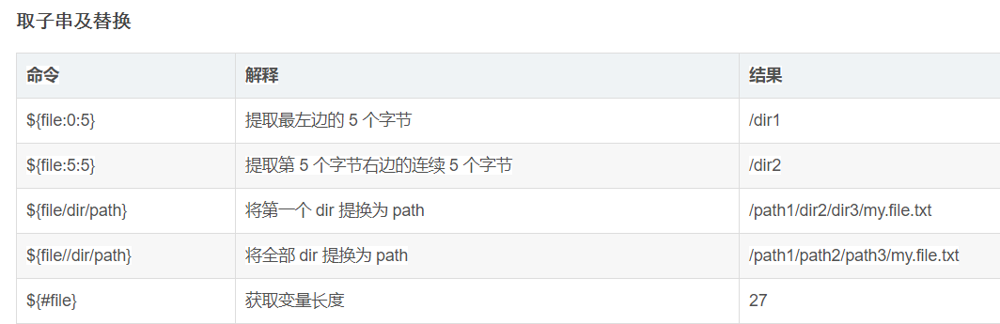 取子串及替换
命令 解释 结果
${file:0:5} 提取最左边的 5 个字节 /dir1
${file:5:5} 提取第 5 个字节右边的连续 5 个字节 /dir2
${file/dir/path} 将第一个 dir 提换为 path /path1/dir2/dir3/my.file.txt
${file//dir/path} 将全部 dir 提换为 path /path1/path2/path3/my.file.txt
${#file} 获取变量长度 27